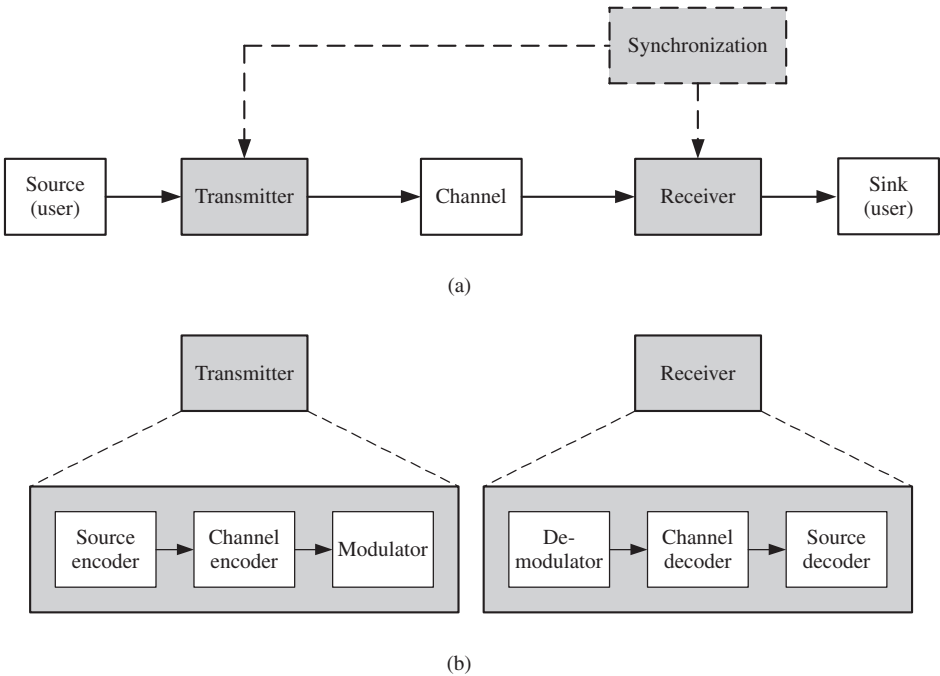 Synchronization
Source
(user)
Transmitter
Channel
Receiver
Sink
(user)
(a)
Transmitter
Receiver
Source
encoder
Channel
encoder
Modulator
De-
modulator
Channel
decoder
Source
decoder
(b)